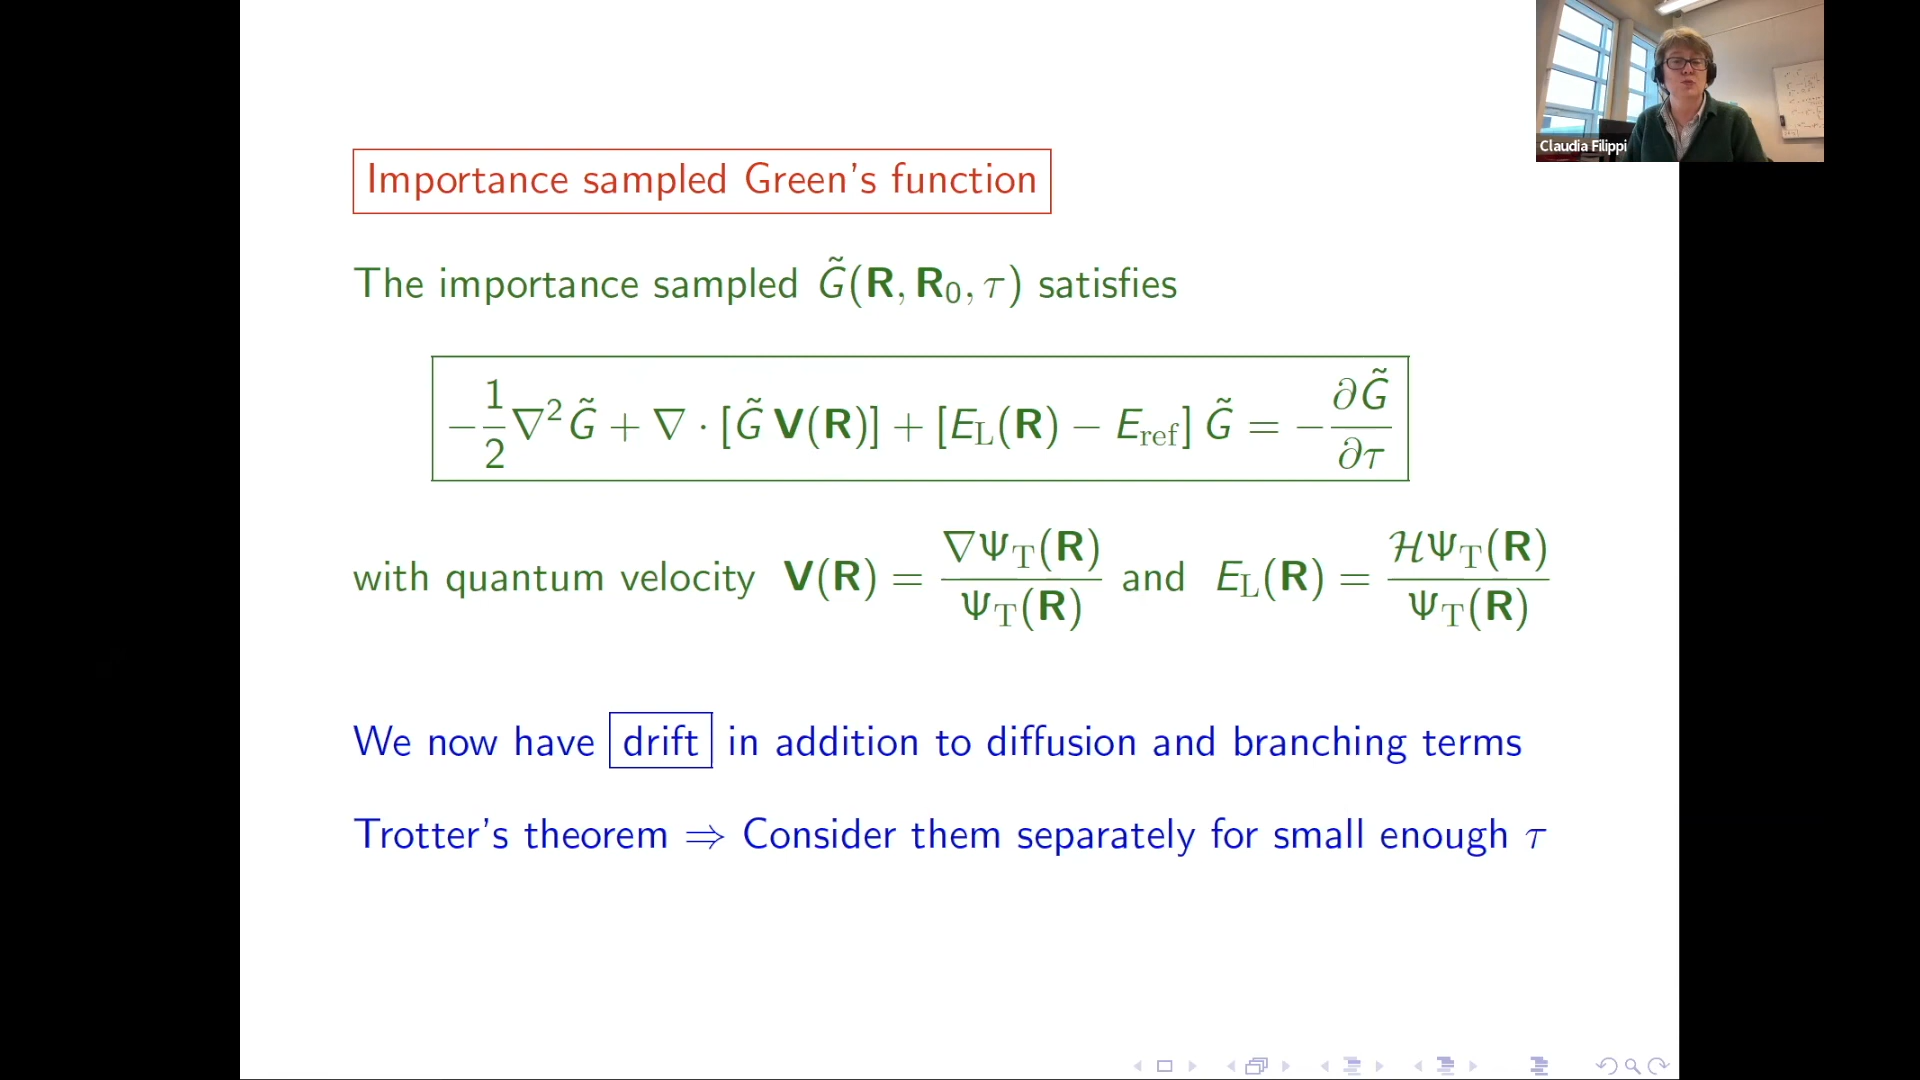 Claudia Filippi
Importance sampled Green's function
The importance sampled G̃(R, R₀, τ) satisfies
−1/2 ∇²G̃ + ∇ · [G̃ V(R)] + [E_L(R) − E_ref] G̃ = −∂G̃/∂τ
with quantum velocity V(R) = ∇Ψ_T(R)/Ψ_T(R) and E_L(R) = ℋΨ_T(R)/Ψ_T(R)
We now have drift in addition to diffusion and branching terms
Trotter's theorem ⇒ Consider them separately for small enough τ